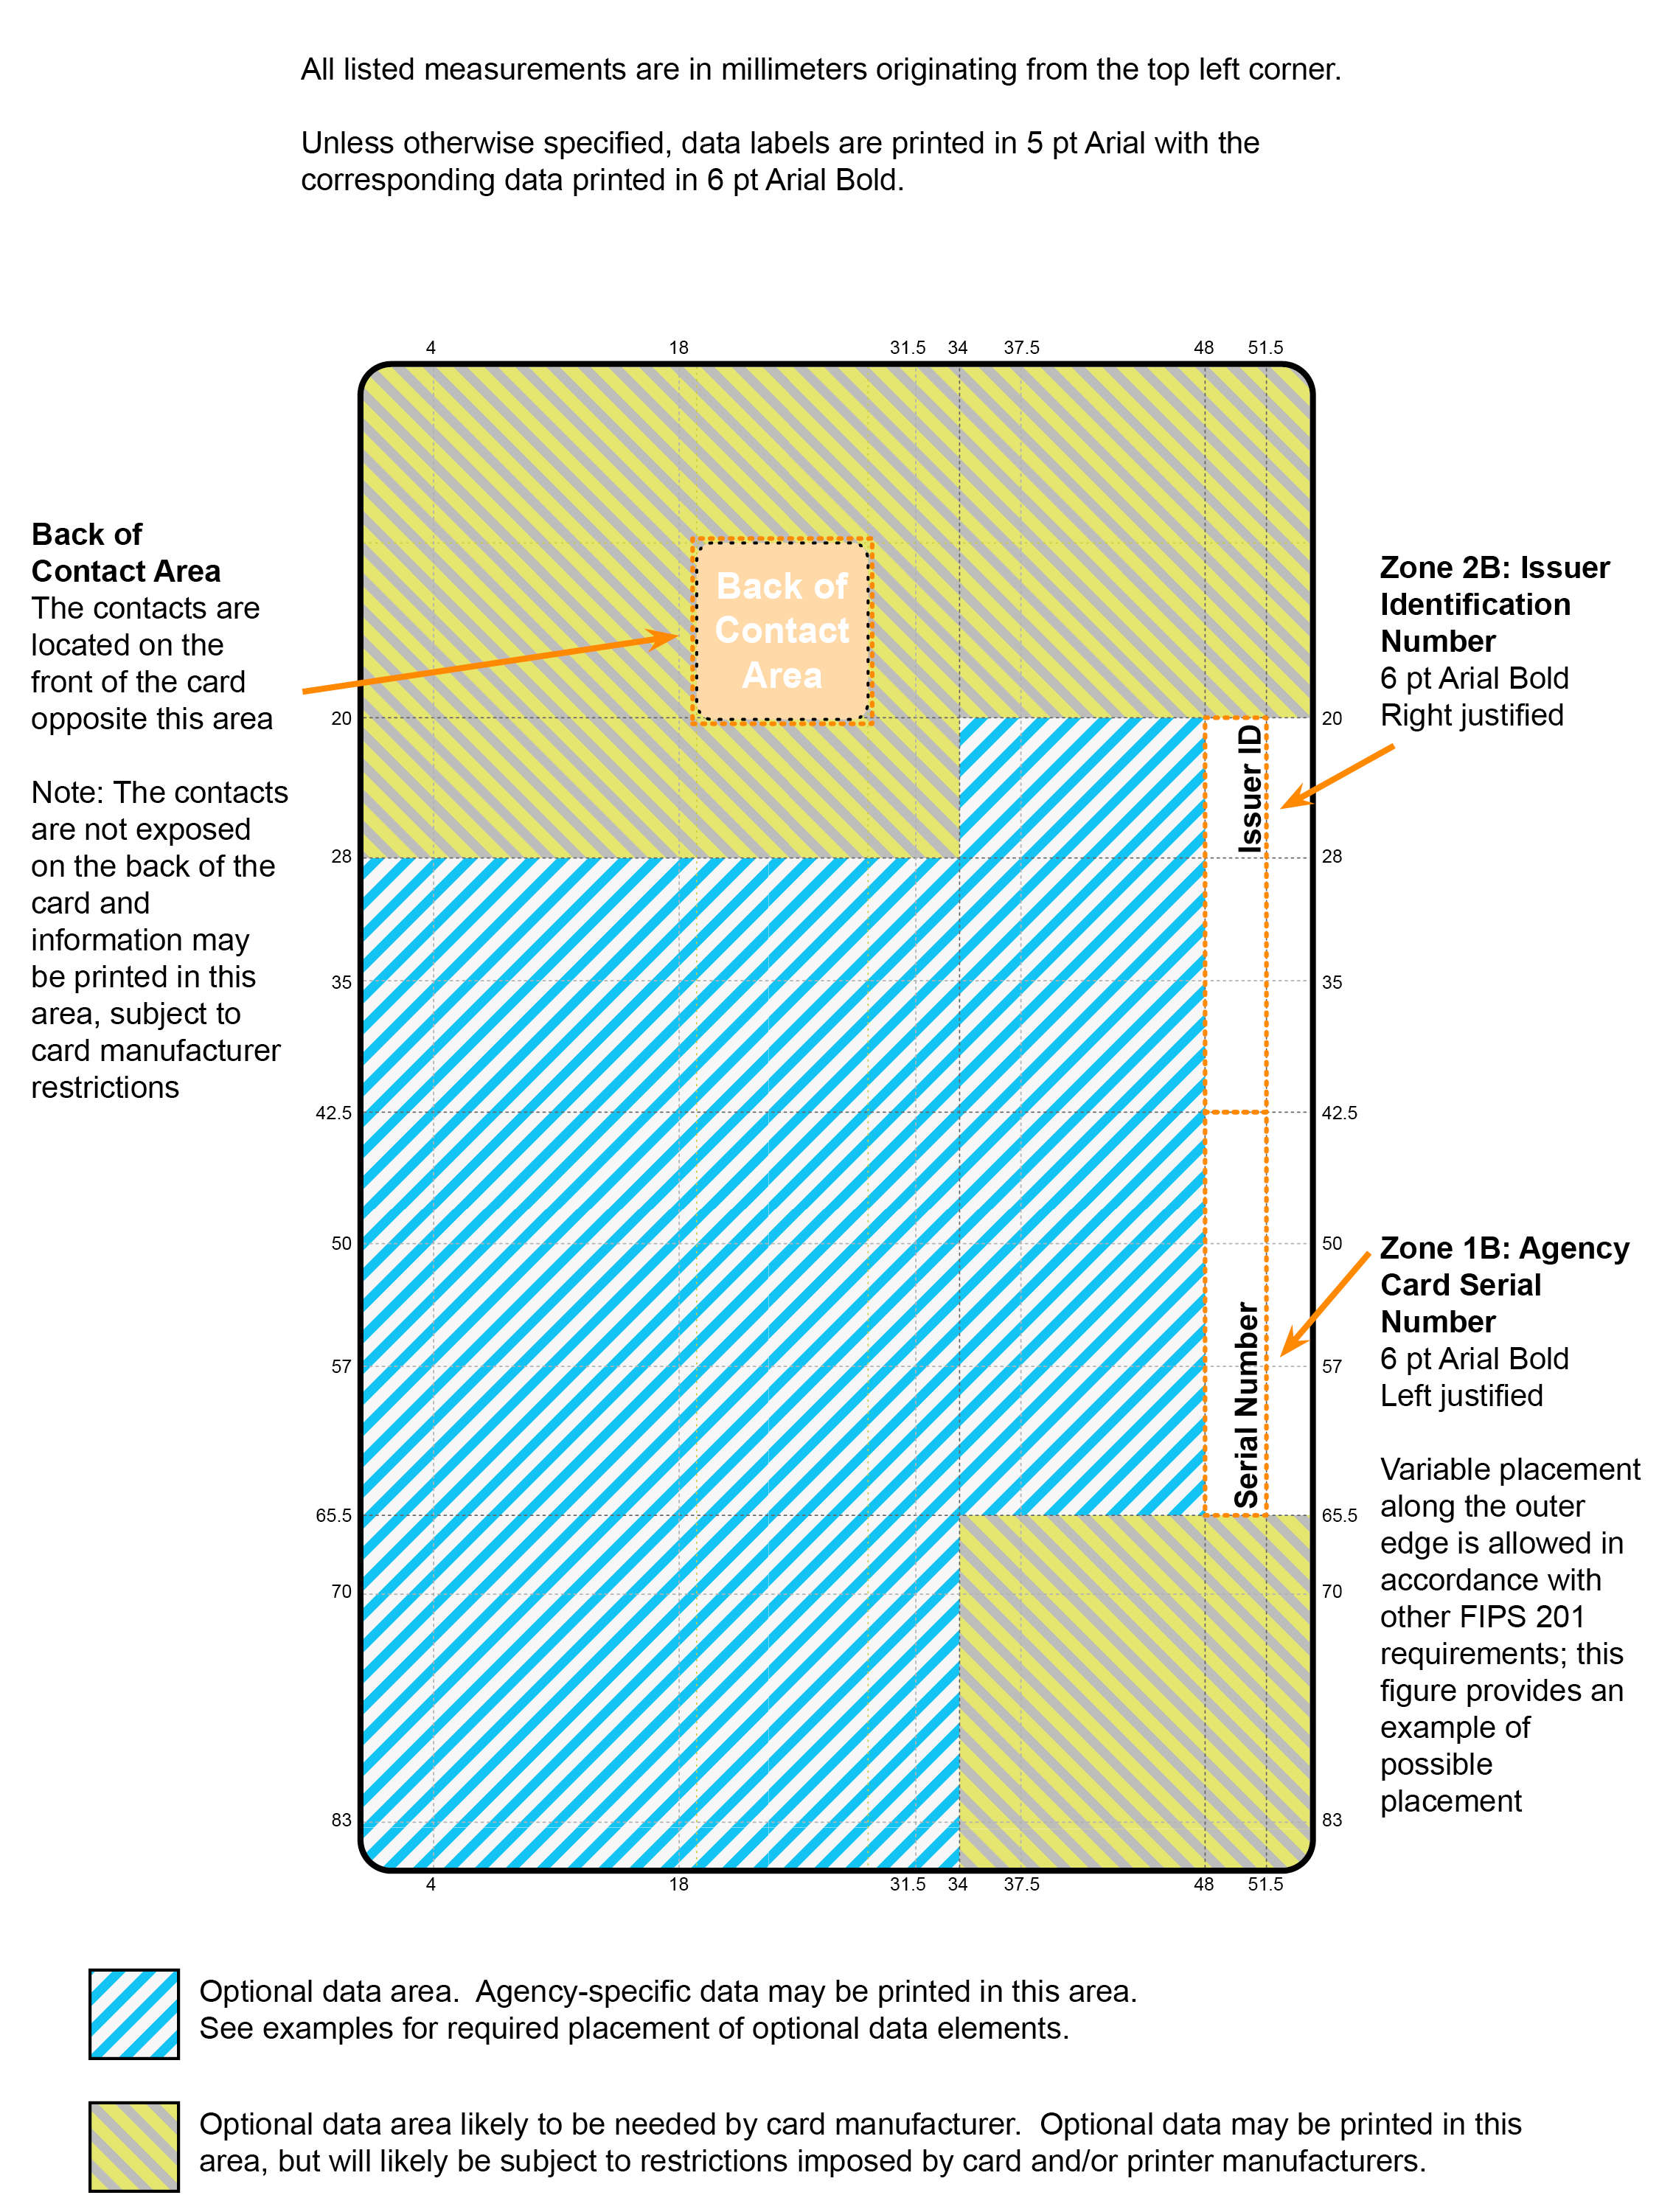 All listed measurements are in millimeters originating from the top left corner.
Unless otherwise specified, data labels are printed in 5 pt Arial with the
corresponding data printed in 6 pt Arial Bold.
4 18 31.5 34 37.5 48 51.5
Back of
Contact Area
The contacts are
located on the
front of the card
opposite this area
Note: The contacts
are not exposed
on the back of the
card and
information may
be printed in this
area, subject to
card manufacturer
restrictions
20
28
35
42.5
50
57
65.5
70
83
Back of
Contact
Area
Issuer ID
Serial Number
20
28
35
42.5
50
57
65.5
70
83
Zone 2B: Issuer
Identification
Number
6 pt Arial Bold
Right justified
Zone 1B: Agency
Card Serial
Number
6 pt Arial Bold
Left justified
Variable placement
along the outer
edge is allowed in
accordance with
other FIPS 201
requirements; this
figure provides an
example of
possible
placement
4 18 31.5 34 37.5 48 51.5
Optional data area.  Agency-specific data may be printed in this area.
See examples for required placement of optional data elements.
Optional data area likely to be needed by card manufacturer.  Optional data may be printed in this
area, but will likely be subject to restrictions imposed by card and/or printer manufacturers.